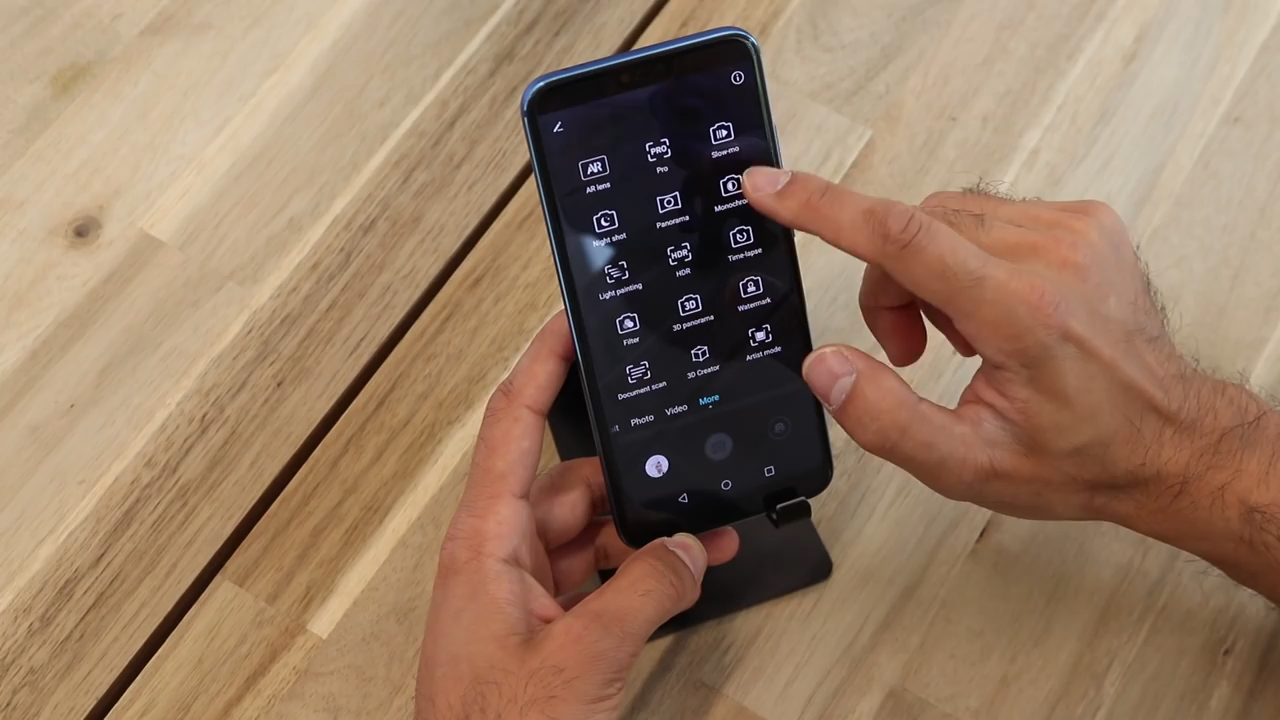 AR PRO
AR lens Pro Slow-mo
Night shot Panorama Monochro
HDR
Light painting HDR Time-lapse
3D
Filter 3D panorama Watermark
Document scan 3D Creator Artist mode
Photo Video More